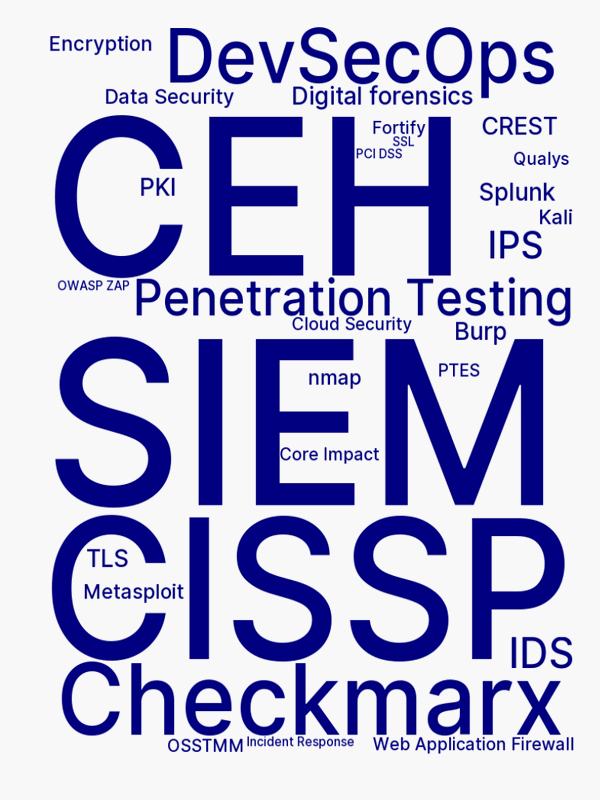 DevSecOps
Encryption
Data Security
Digital forensics
CEH
Fortify
CREST
SSL
PCI DSS
Qualys
PKI
Splunk
Kali
IPS
OWASP ZAP
Penetration Testing
Cloud Security
Burp
SIEM
PTES
nmap
Core Impact
CISSP
TLS
Metasploit
IDS
Checkmarx
OSSTMM
Incident Response
Web Application Firewall